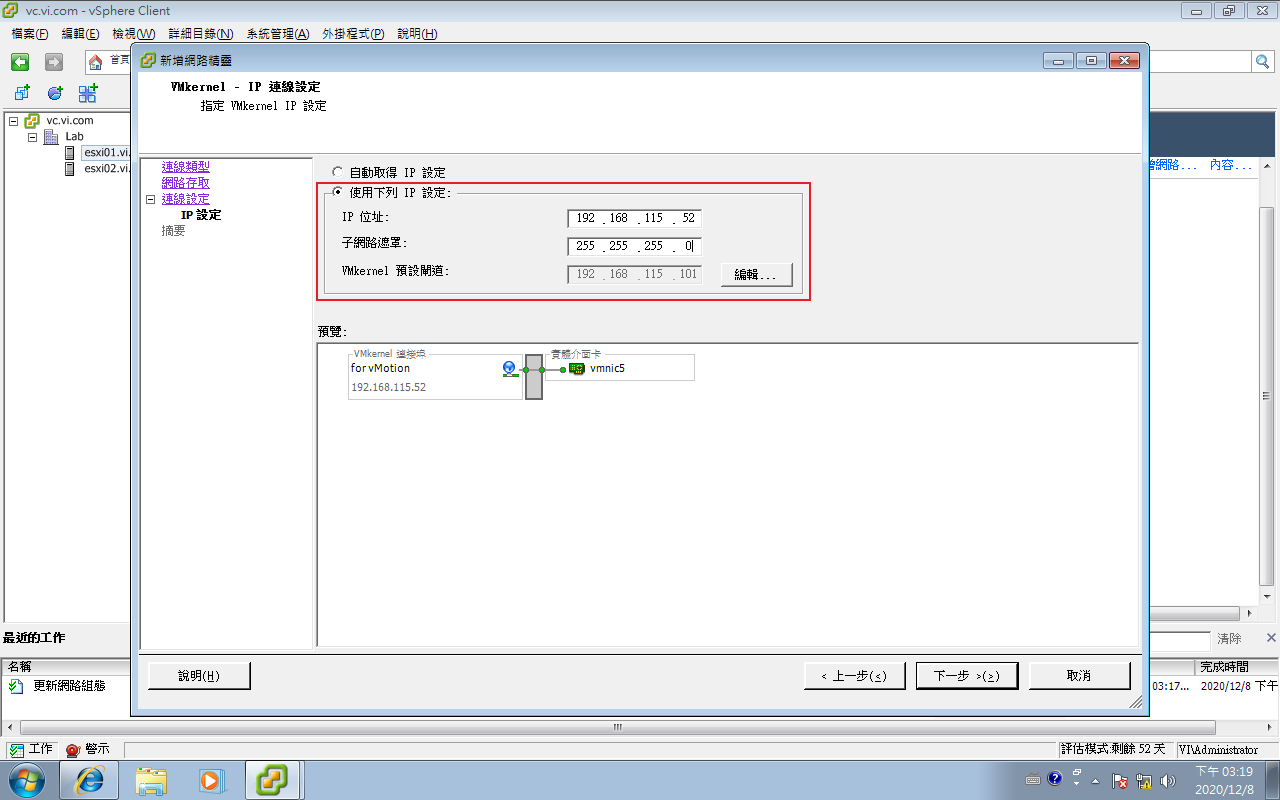 vc.vi.com - vSphere Client
檔案(F) 編輯(E) 檢視(W) 詳細目錄(N) 系統管理(A) 外掛程式(P) 說明(H)
首頁
新增網路精靈
VMkernel - IP 連線設定
指定 VMkernel IP 設定
vc.vi.com
Lab
esxi01.vi.
esxi02.vi.
連線類型
網路存取
連線設定
IP 設定
摘要
自動取得 IP 設定
使用下列 IP 設定:
IP 位址: 192 . 168 . 115 . 52
子網路遮罩: 255 . 255 . 255 . 0
VMkernel 預設閘道: 192 . 168 . 115 . 101 編輯...
網路... 內容...
預覽:
VMkernel 連接埠
for vMotion
192.168.115.52
實體介面卡
vmnic5
最近的工作
清除
名稱
完成時間
更新網路組態
03:17... 2020/12/8 下午
說明(H) < 上一步(<) 下一步 >(>) 取消
工作 警示
評估模式:剩餘 52 天 VI\Administrator
下午 03:19
2020/12/8